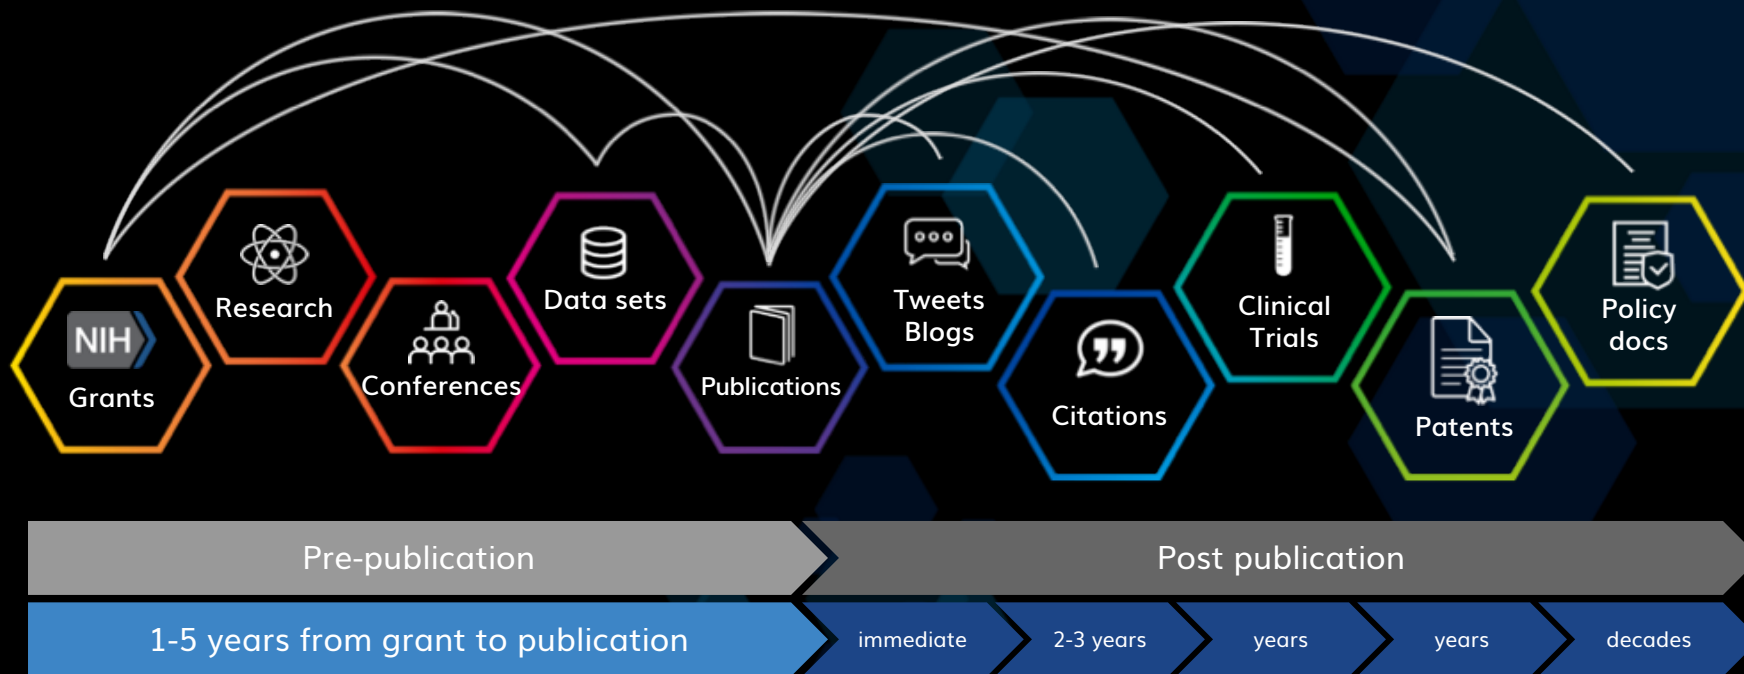 NIH
Grants
Research
Conferences
Data sets
Publications
Tweets
Blogs
Citations
Clinical
Trials
Patents
Policy
docs
Pre-publication
Post publication
1-5 years from grant to publication
immediate
2-3 years
years
years
decades